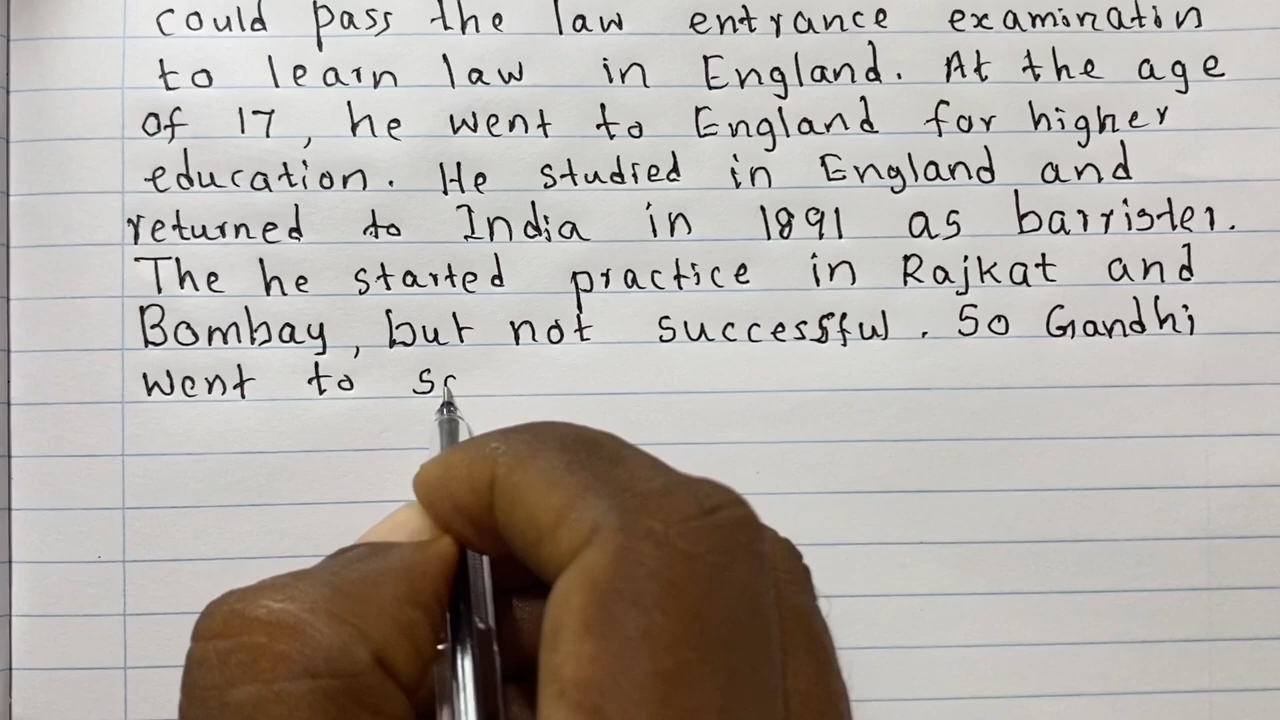 could pass the law entrance examinatin
to learn law in England. At the age
of 17, he went to England for higher
education. He studied in England and
returned to India in 1891 as barrister.
The he started practice in Rajkat and
Bombay, but not successful. So Gandhi
went to